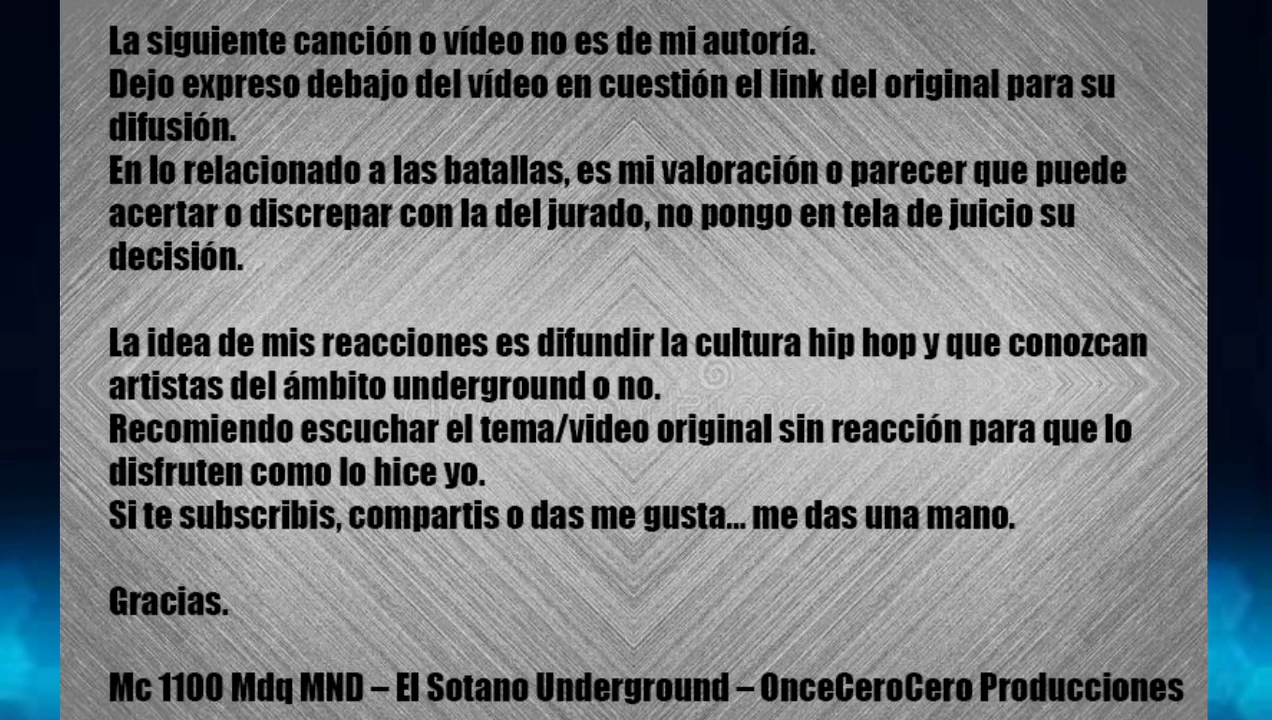 La siguiente canción o vídeo no es de mi autoría.
Dejo expreso debajo del vídeo en cuestión el link del original para su
difusión.
En lo relacionado a las batallas, es mi valoración o parecer que puede
acertar o discrepar con la del jurado, no pongo en tela de juicio su
decisión.
La idea de mis reacciones es difundir la cultura hip hop y que conozcan
artistas del ámbito underground o no.
Recomiendo escuchar el tema/video original sin reacción para que lo
disfruten como lo hice yo.
Si te subscribis, compartis o das me gusta... me das una mano.
Gracias.
Mc 1100 Mdq MND – El Sotano Underground – OnceCeroCero Producciones